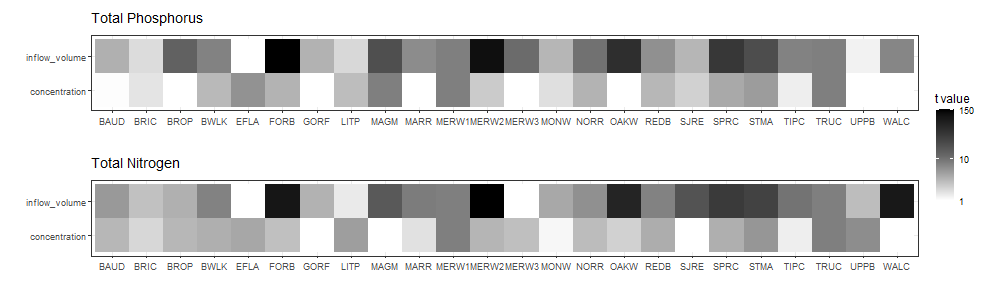 Total Phosphorus
inflow_volume
concentration
BAUD BRIC BROP BWLK EFLA FORB GORF LITP MAGM MARR MERW1 MERW2 MERW3 MONW NORR OAKW REDB SJRE SPRC STMA TIPC TRUC UPPB WALC
Total Nitrogen
inflow_volume
concentration
BAUD BRIC BROP BWLK EFLA FORB GORF LITP MAGM MARR MERW1 MERW2 MERW3 MONW NORR OAKW REDB SJRE SPRC STMA TIPC TRUC UPPB WALC
t value
150
10
1